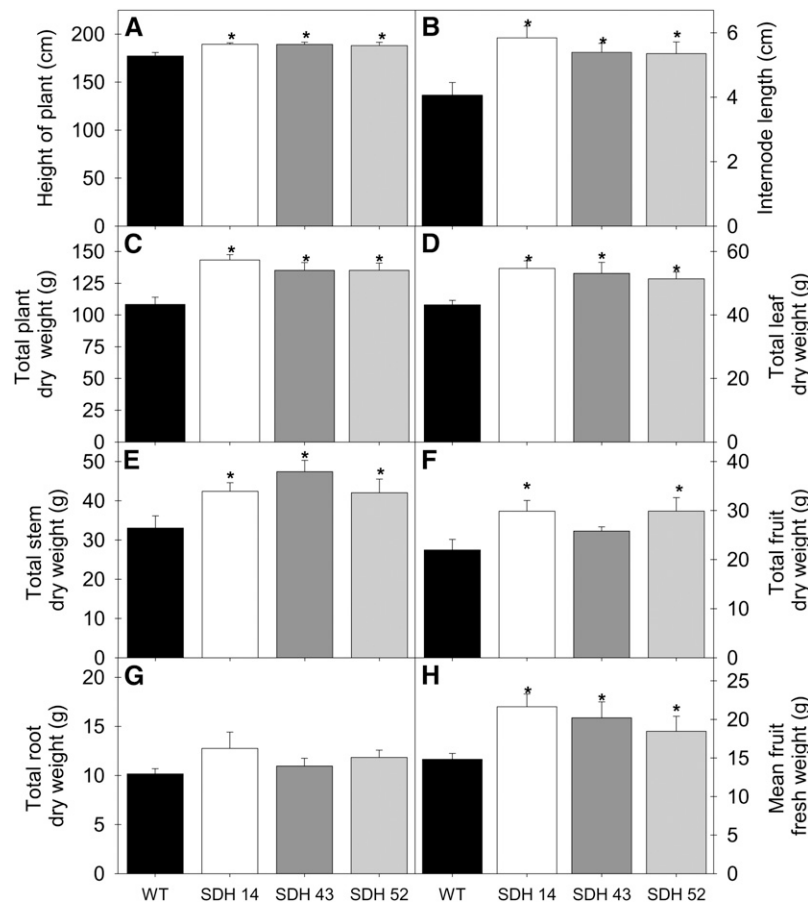 A
Height of plant (cm)
200
150
100
50
0
*
*
*
B
Internode length (cm)
6
4
2
0
*
*
*
C
Total plant
dry weight (g)
150
125
100
75
50
25
0
*
*
*
D
Total leaf
dry weight (g)
60
40
20
0
*
*
*
E
Total stem
dry weight (g)
50
40
30
20
10
0
*
*
*
F
Total fruit
dry weight (g)
40
30
20
10
0
*
*
G
Total root
dry weight (g)
20
15
10
5
0
WT SDH 14 SDH 43 SDH 52
H
Mean fruit
fresh weight (g)
25
20
15
10
5
0
*
*
*
WT SDH 14 SDH 43 SDH 52